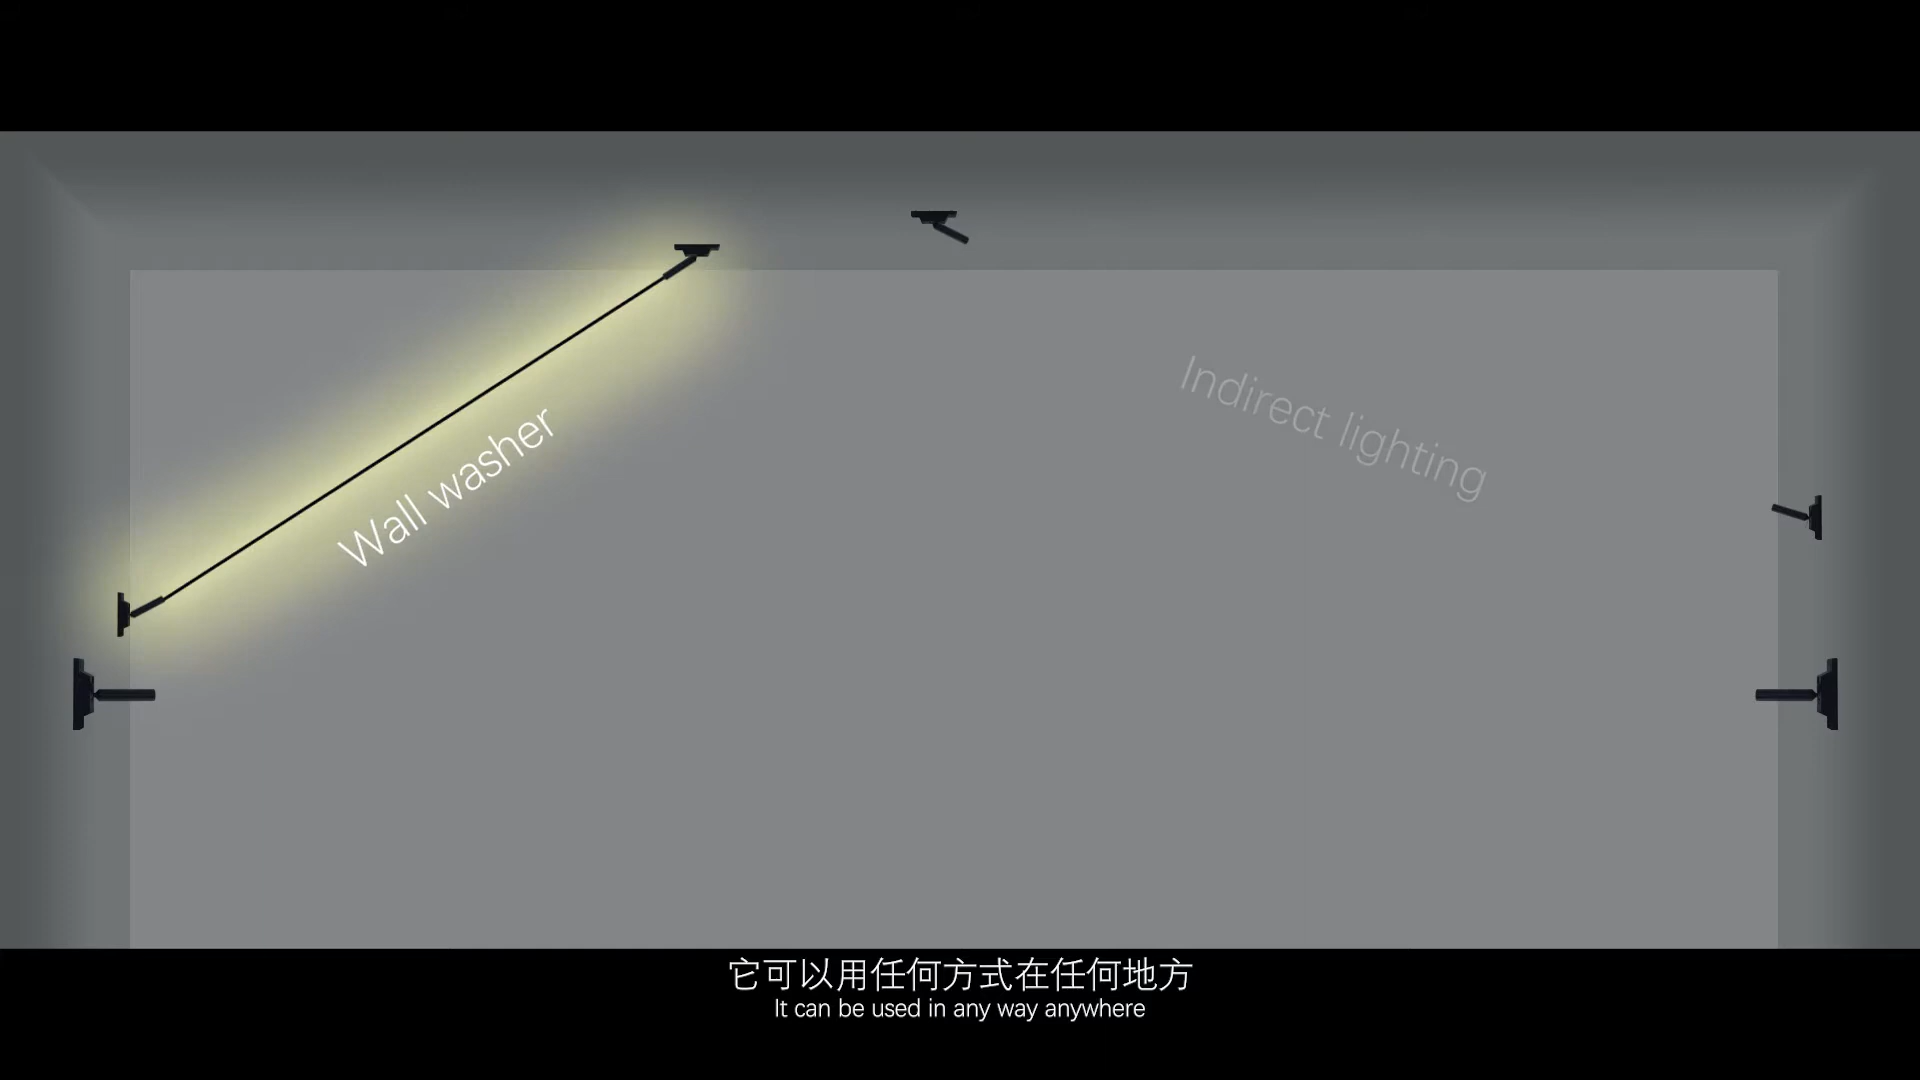 Wall washer
Indirect lighting
它可以用任何方式在任何地方
It can be used in any way anywhere